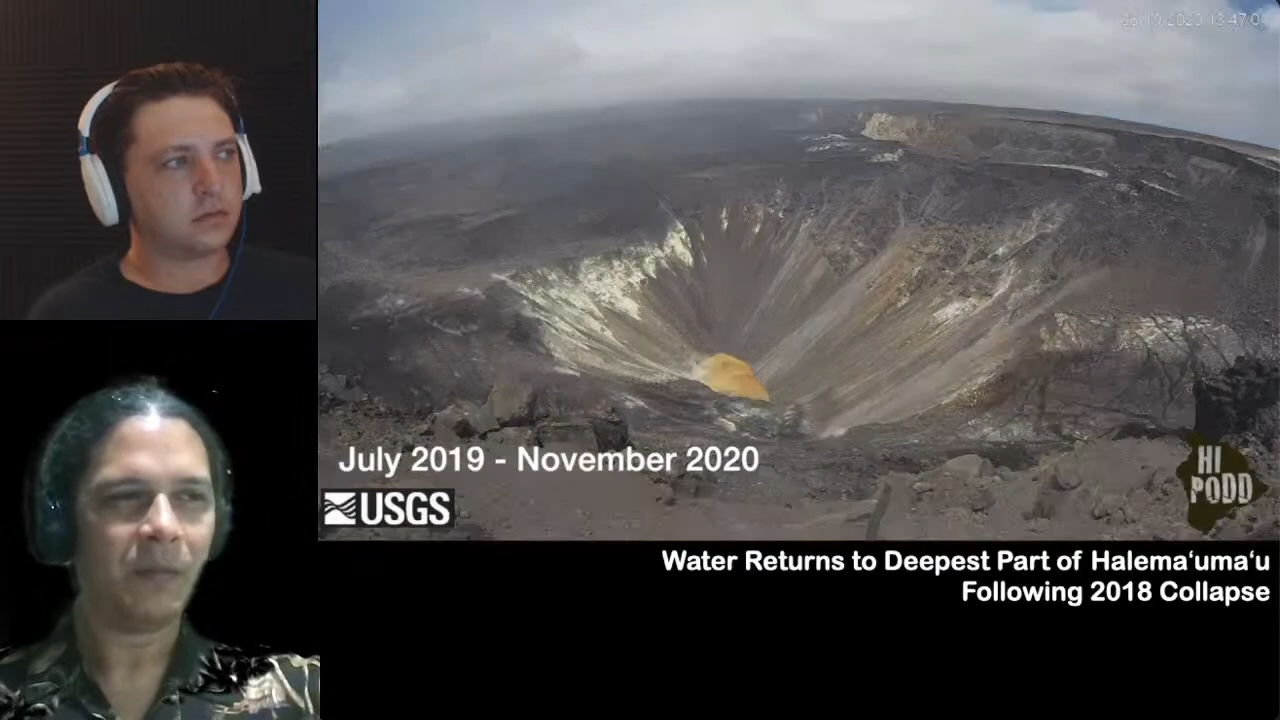 July 2019 - November 2020
USGS
HI
PODD
Water Returns to Deepest Part of Halemaʻumaʻu
Following 2018 Collapse